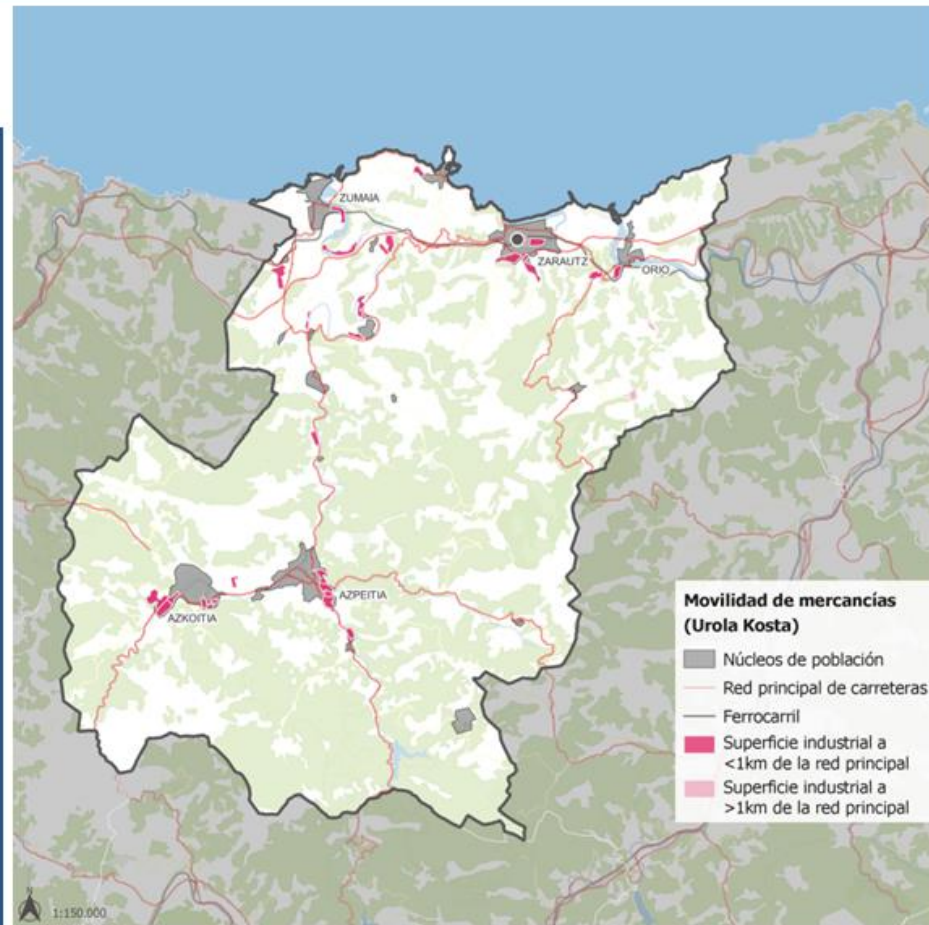 ZUMAIA
ZARAUTZ
ORIO
AZPEITIA
AZKOITIA
Movilidad de mercancías
(Urola Kosta)
Núcleos de población
Red principal de carreteras
Ferrocarril
Superficie industrial a
<1km de la red principal
Superficie industrial a
>1km de la red principal
N
1:150.000